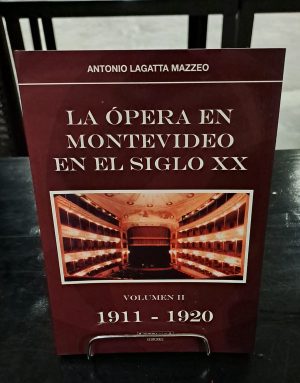 ANTONIO LAGATTA MAZZEO
LA ÓPERA EN
MONTEVIDEO
EN EL SIGLO XX
VOLUMEN II
1911 - 1920